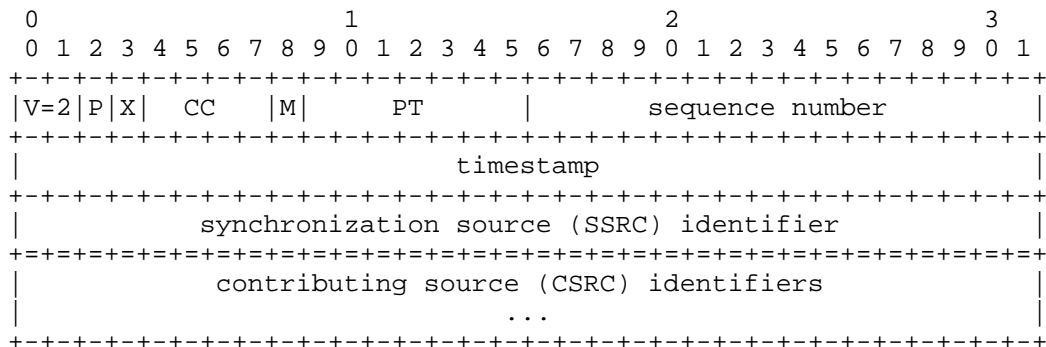 0                   1                   2                   3
 0 1 2 3 4 5 6 7 8 9 0 1 2 3 4 5 6 7 8 9 0 1 2 3 4 5 6 7 8 9 0 1
+-+-+-+-+-+-+-+-+-+-+-+-+-+-+-+-+-+-+-+-+-+-+-+-+-+-+-+-+-+-+-+-+
|V=2|P|X|  CC   |M|     PT      |       sequence number         |
+-+-+-+-+-+-+-+-+-+-+-+-+-+-+-+-+-+-+-+-+-+-+-+-+-+-+-+-+-+-+-+-+
|                           timestamp                           |
+-+-+-+-+-+-+-+-+-+-+-+-+-+-+-+-+-+-+-+-+-+-+-+-+-+-+-+-+-+-+-+-+
|           synchronization source (SSRC) identifier            |
+=+=+=+=+=+=+=+=+=+=+=+=+=+=+=+=+=+=+=+=+=+=+=+=+=+=+=+=+=+=+=+=+
|            contributing source (CSRC) identifiers             |
|                              ...                              |
+-+-+-+-+-+-+-+-+-+-+-+-+-+-+-+-+-+-+-+-+-+-+-+-+-+-+-+-+-+-+-+-+